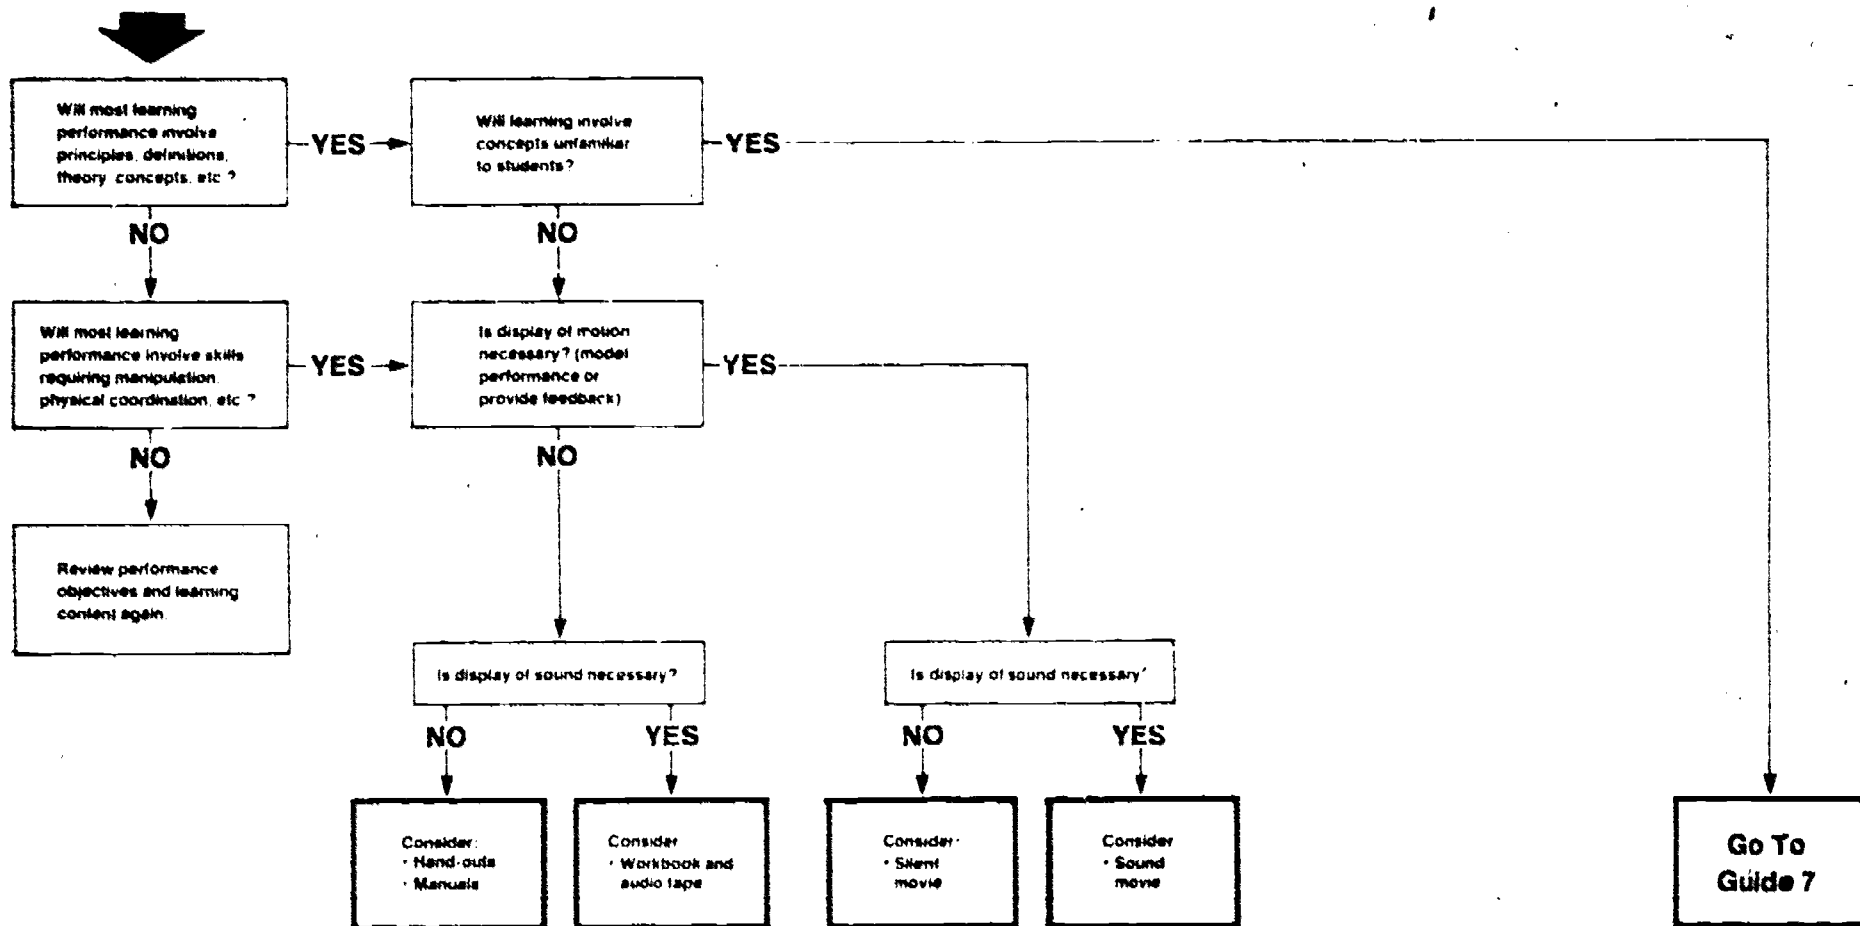 Will most learning
performance involve
principles, definitions,
theory, concepts, etc.?
YES
Will learning involve
concepts unfamiliar
to students?
YES
NO
NO
Will most learning
performance involve skills
requiring manipulation,
physical coordination, etc.?
YES
Is display of motion
necessary? (model
performance or
provide feedback)
YES
NO
NO
Review performance
objectives and learning
content again.
Is display of sound necessary?
Is display of sound necessary?
NO
YES
NO
YES
Consider:
• Hand-outs
• Manuals
Consider
• Workbook and
audio tape
Consider:
• Silent
movie
Consider
• Sound
movie
Go To
Guide 7